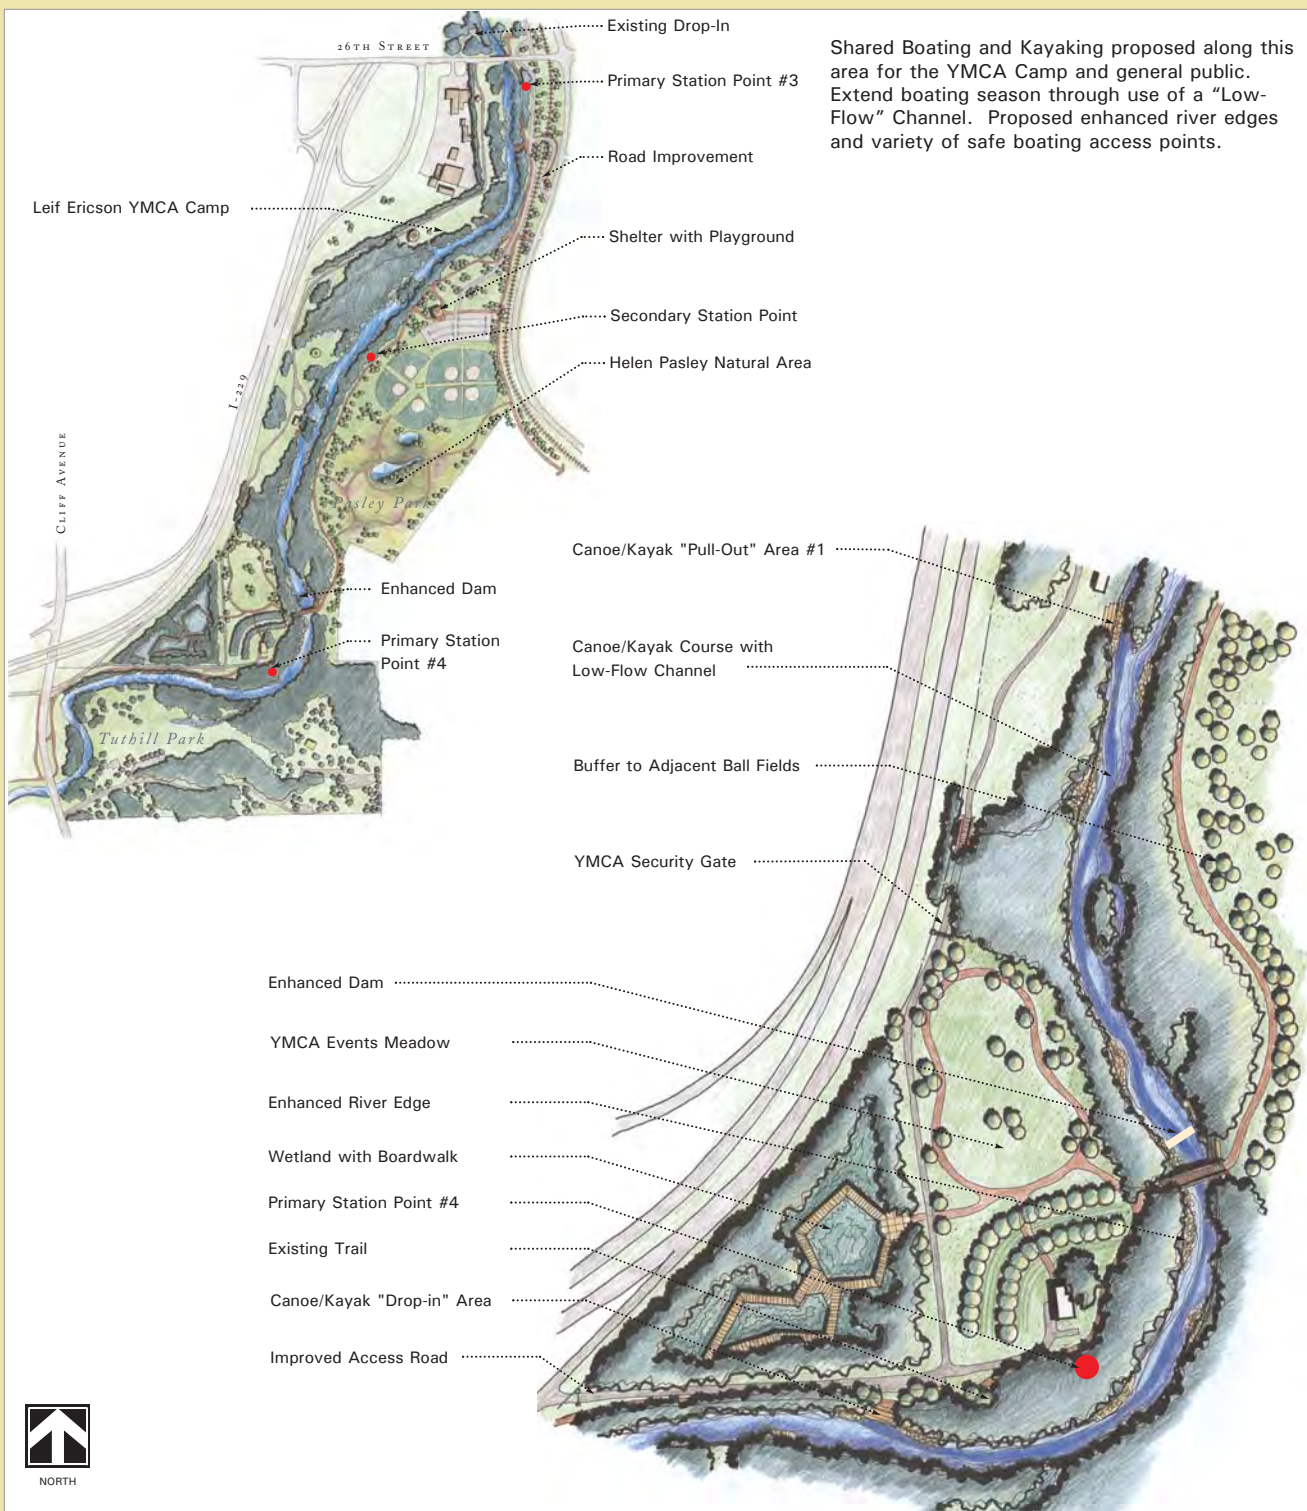 Existing Drop-In
26TH STREET
Shared Boating and Kayaking proposed along this
area for the YMCA Camp and general public.
Extend boating season through use of a “Low-
Flow” Channel. Proposed enhanced river edges
and variety of safe boating access points.
Primary Station Point #3
Road Improvement
Leif Ericson YMCA Camp
Shelter with Playground
Secondary Station Point
Helen Pasley Natural Area
I-229
CLIFF AVENUE
Pasley Park
Enhanced Dam
Primary Station
Point #4
Tuthill Park
Canoe/Kayak "Pull-Out" Area #1
Canoe/Kayak Course with
Low-Flow Channel
Buffer to Adjacent Ball Fields
YMCA Security Gate
Enhanced Dam
YMCA Events Meadow
Enhanced River Edge
Wetland with Boardwalk
Primary Station Point #4
Existing Trail
Canoe/Kayak "Drop-in" Area
Improved Access Road
NORTH